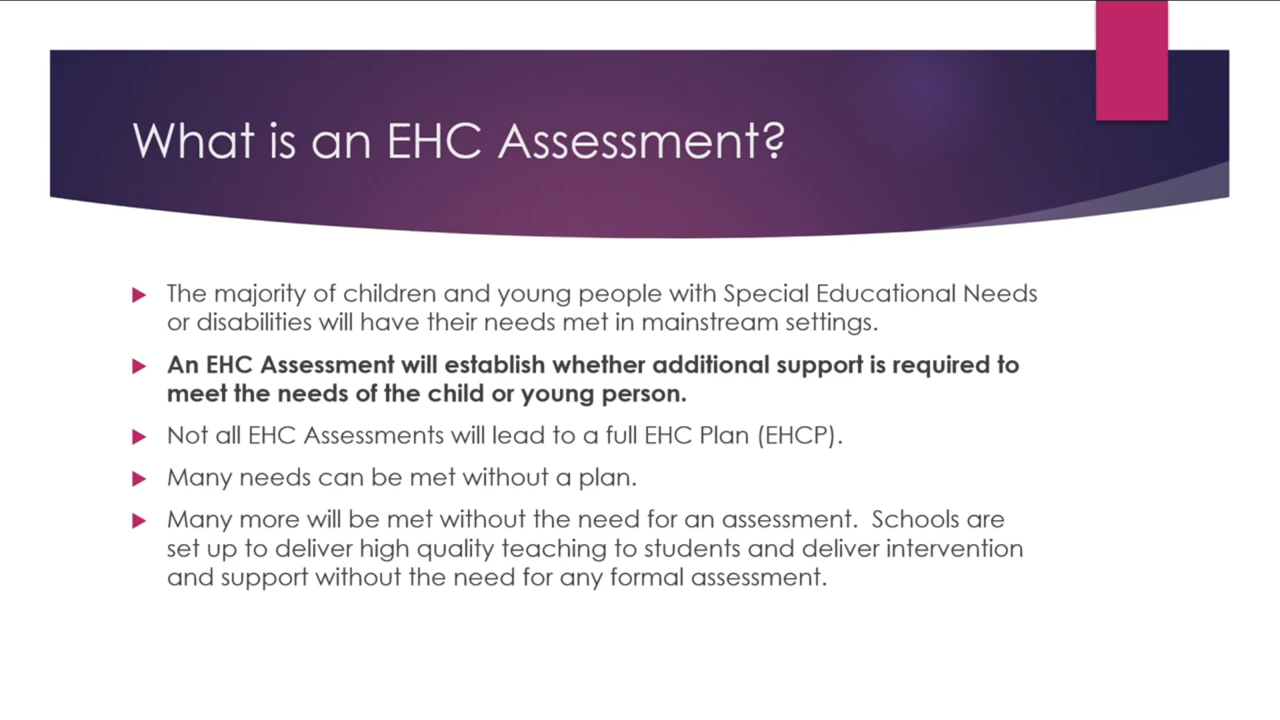 What is an EHC Assessment?
The majority of children and young people with Special Educational Needs
or disabilities will have their needs met in mainstream settings.
An EHC Assessment will establish whether additional support is required to
meet the needs of the child or young person.
Not all EHC Assessments will lead to a full EHC Plan (EHCP).
Many needs can be met without a plan.
Many more will be met without the need for an assessment.  Schools are
set up to deliver high quality teaching to students and deliver intervention
and support without the need for any formal assessment.